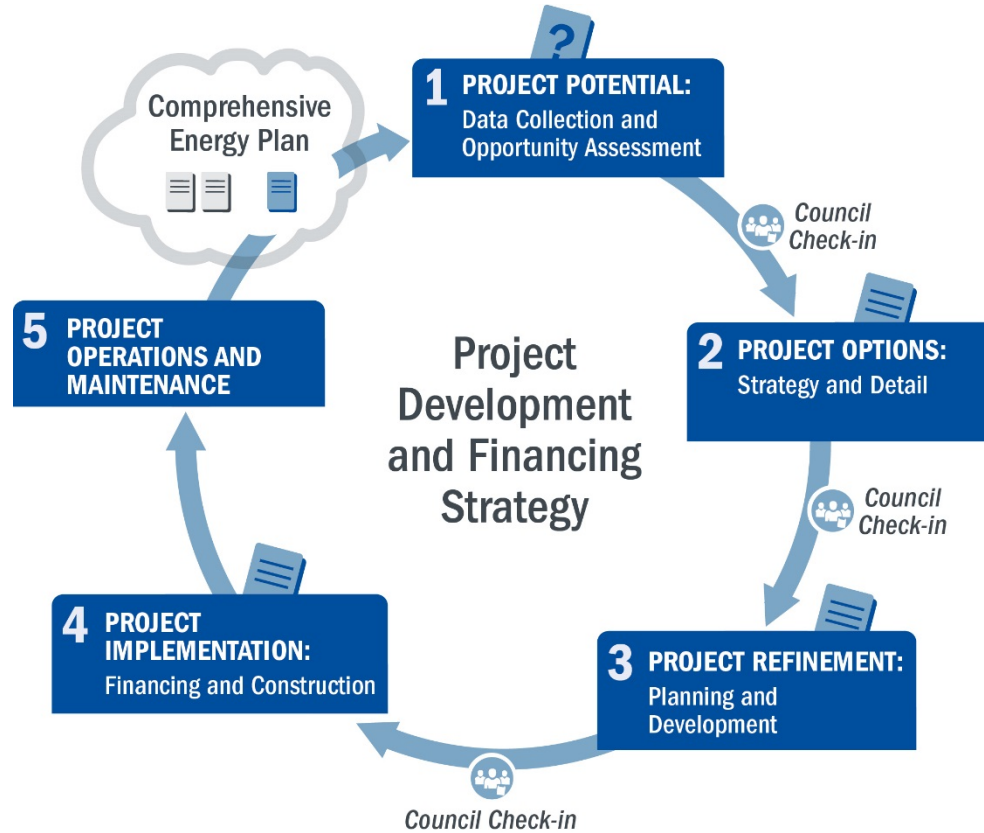 Comprehensive
Energy Plan
?
1 PROJECT POTENTIAL:
Data Collection and
Opportunity Assessment
Council
Check-in
2 PROJECT OPTIONS:
Strategy and Detail
Council
Check-in
3 PROJECT REFINEMENT:
Planning and
Development
Council Check-in
4 PROJECT
IMPLEMENTATION:
Financing and Construction
5 PROJECT
OPERATIONS AND
MAINTENANCE
Project
Development
and Financing
Strategy